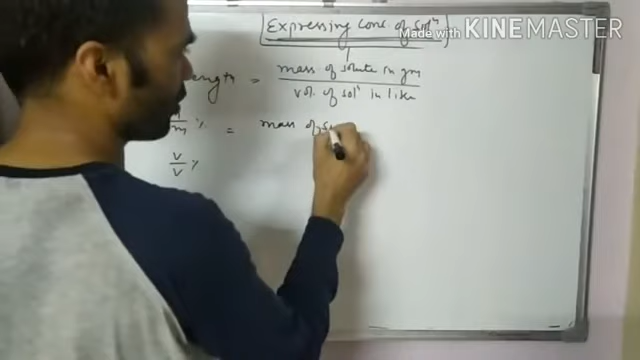 Expressing conc of solⁿ
Made with KINEMASTER
ngth = mass of solute in gm
vol. of solⁿ in litre
m % = mass of s
v/v %